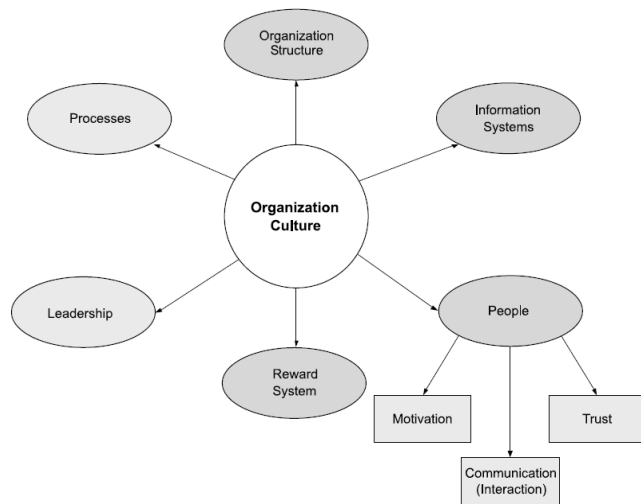 Organization
Structure
Processes
Information
Systems
Organization
Culture
Leadership
People
Reward
System
Motivation
Trust
Communication
(Interaction)